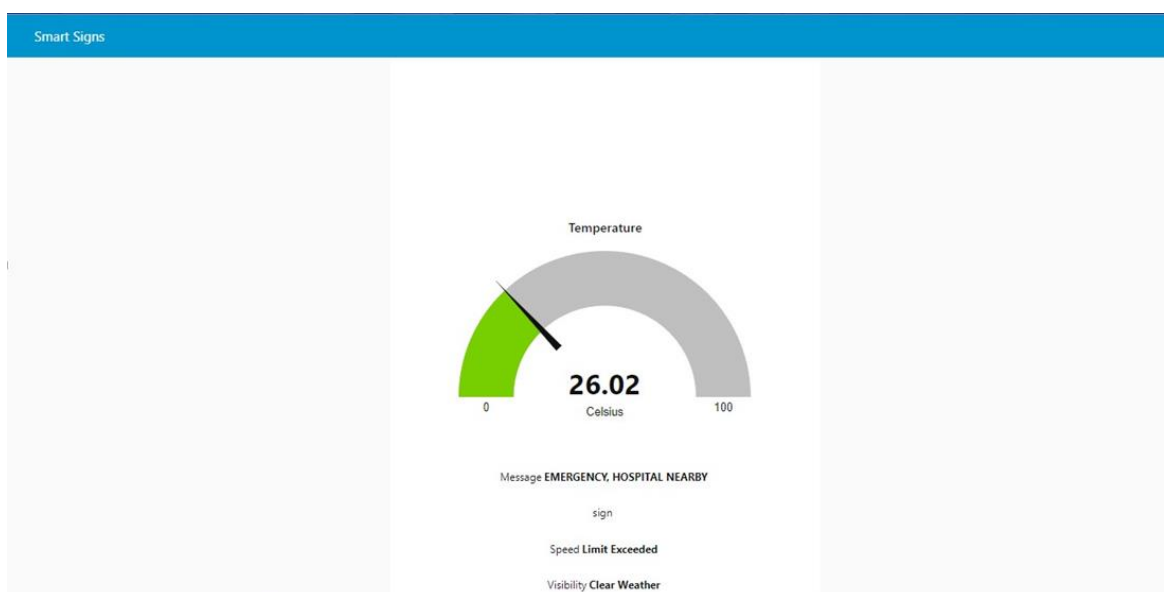 Smart Signs
Temperature
26.02
0
Celsius
100
Message EMERGENCY, HOSPITAL NEARBY
sign
Speed Limit Exceeded
Visibility Clear Weather